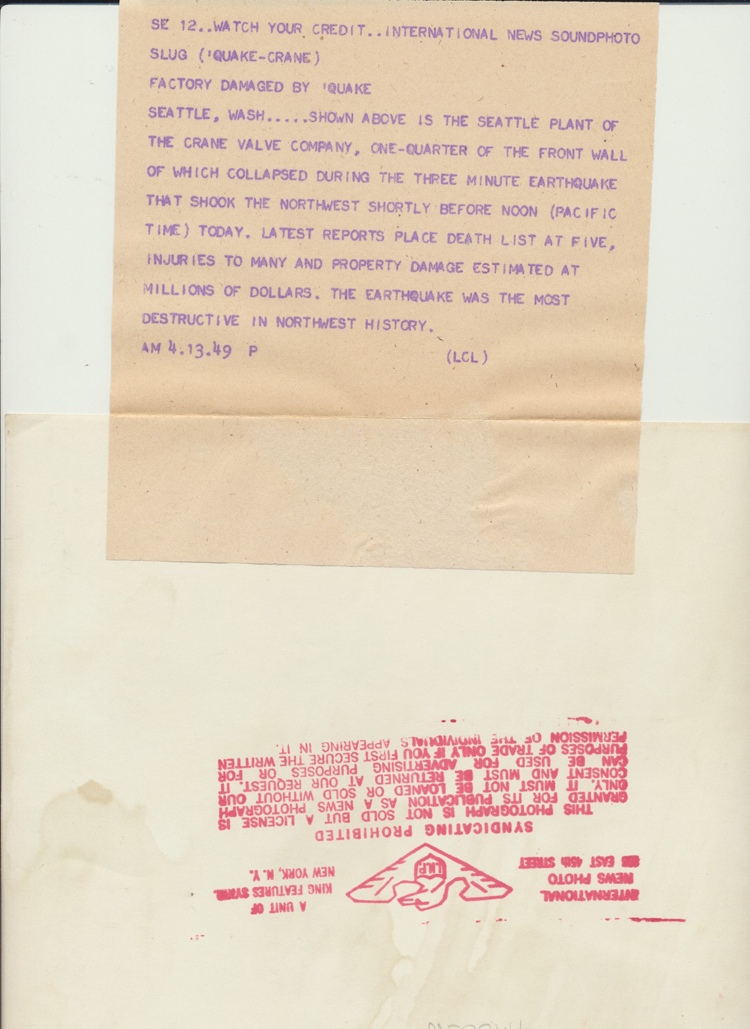 SE 12..WATCH YOUR CREDIT..INTERNATIONAL NEWS SOUNDPHOTO
SLUG ('QUAKE-CRANE)
FACTORY DAMAGED BY 'QUAKE
SEATTLE, WASH.....SHOWN ABOVE IS THE SEATTLE PLANT OF
THE CRANE VALVE COMPANY, ONE-QUARTER OF THE FRONT WALL
OF WHICH COLLAPSED DURING THE THREE MINUTE EARTHQUAKE
THAT SHOOK THE NORTHWEST SHORTLY BEFORE NOON (PACIFIC
TIME) TODAY. LATEST REPORTS PLACE DEATH LIST AT FIVE,
INJURIES TO MANY AND PROPERTY DAMAGE ESTIMATED AT
MILLIONS OF DOLLARS. THE EARTHQUAKE WAS THE MOST
DESTRUCTIVE IN NORTHWEST HISTORY.
AM 4.13.49 P (LCL)
INTERNATIONAL
NEWS PHOTO
EAST 45th STREET
A UNIT OF
KING FEATURES SYND.
NEW YORK, N. Y.
SYNDICATING PROHIBITED
THIS PHOTOGRAPH IS NOT SOLD BUT A LICENSE IS
GRANTED FOR ITS PUBLICATION AS A NEWS PHOTOGRAPH
ONLY. IT MUST NOT BE LOANED OR SOLD WITHOUT OUR
CONSENT AND MUST BE RETURNED AT OUR REQUEST. IT
CAN BE USED FOR ADVERTISING PURPOSES OR FOR
PURPOSES OF TRADE ONLY IF YOU FIRST SECURE THE WRITTEN
PERMISSION OF THE INDIVIDUALS APPEARING IN IT.